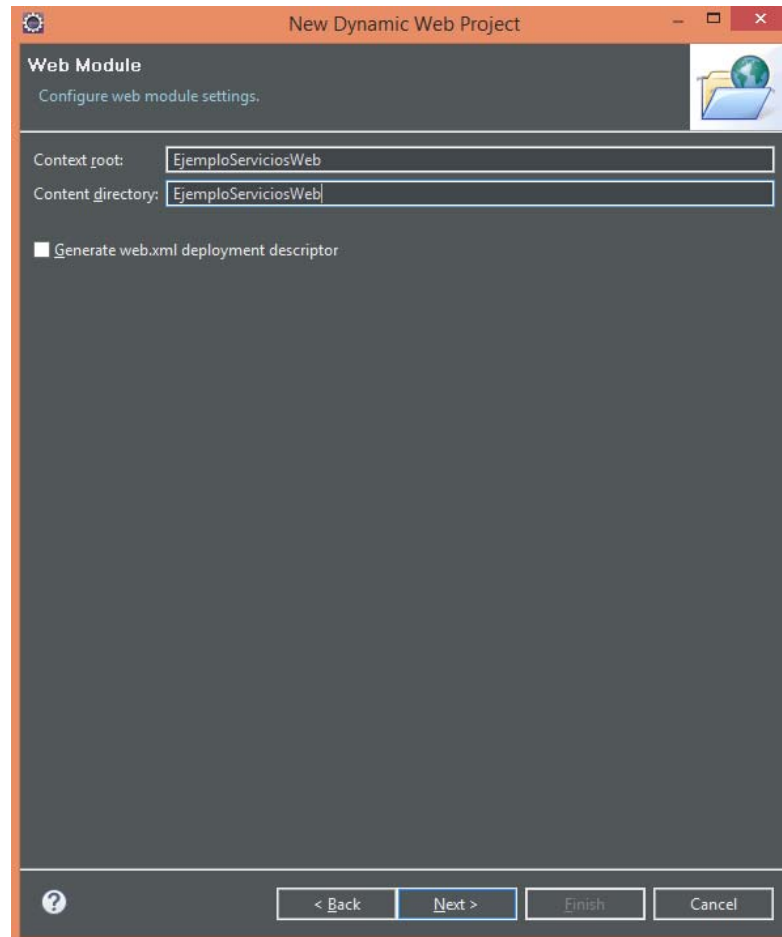 New Dynamic Web Project
Web Module
Configure web module settings.
Context root: EjemploServiciosWeb
Content directory: EjemploServiciosWeb
Generate web.xml deployment descriptor
? < Back Next > Finish Cancel